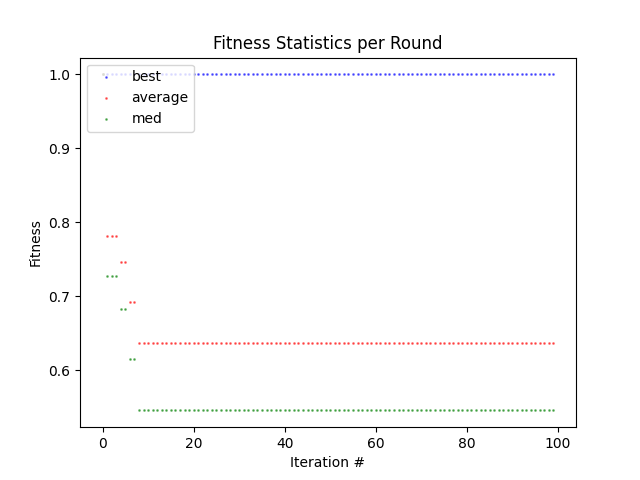 Fitness Statistics per Round
1.0
0.9
0.8
0.7
0.6
Fitness
best
average
med
0 20 40 60 80 100
Iteration #